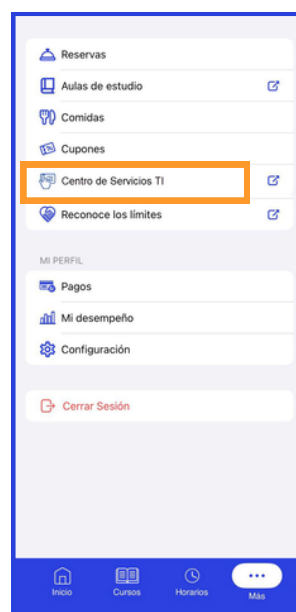 Reservas
Aulas de estudio
Comidas
Cupones
Centro de Servicios TI
Reconoce los límites
MI PERFIL
Pagos
Mi desempeño
Configuración
Cerrar Sesión
Inicio Cursos Horarios Más